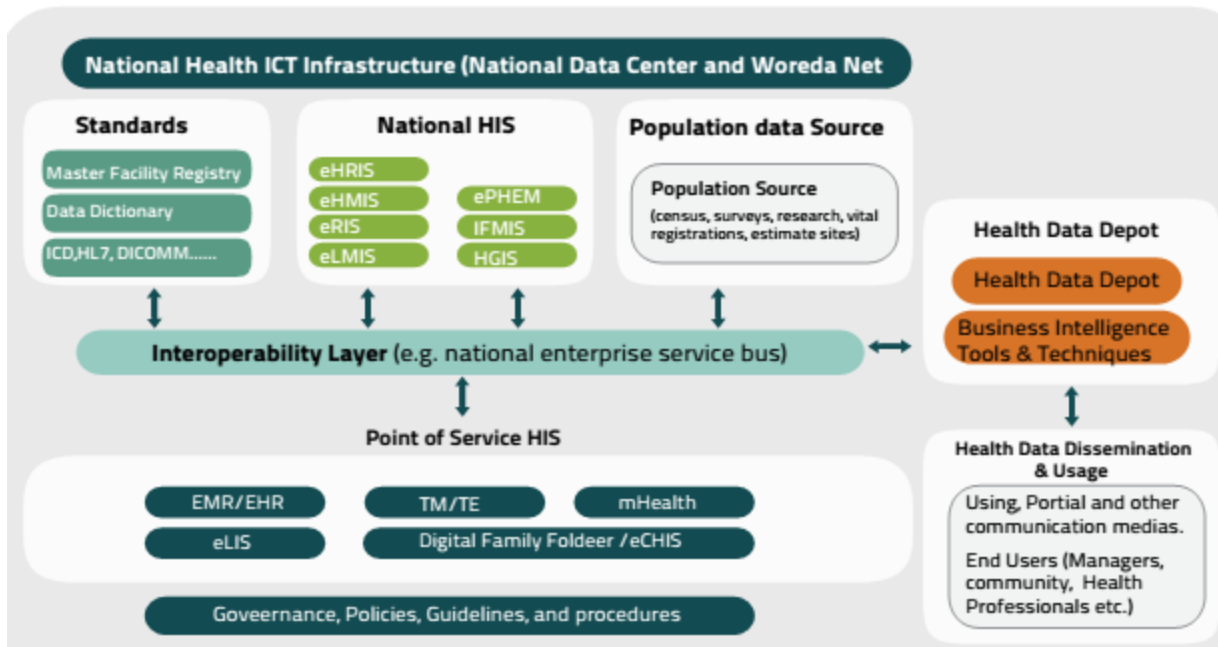 National Health ICT Infrastructure (National Data Center and Woreda Net
Standards
Master Facility Registry
Data Dictionary
ICD,HL7, DICOMM......
National HIS
eHRIS
eHMIS
eRIS
eLMIS
ePHEM
IFMIS
HGIS
Population data Source
Population Source
(census, surveys, research, vital
registrations, estimate sites)
Interoperability Layer (e.g. national enterprise service bus)
Health Data Depot
Health Data Depot
Business Intelligence
Tools & Techniques
Point of Service HIS
EMR/EHR
TM/TE
mHealth
eLIS
Digital Family Foldeer /eCHIS
Goveernance, Policies, Guidelines, and procedures
Health Data Dissemination
& Usage
Using, Portial and other
communication medias.
End Users (Managers,
community, Health
Professionals etc.)